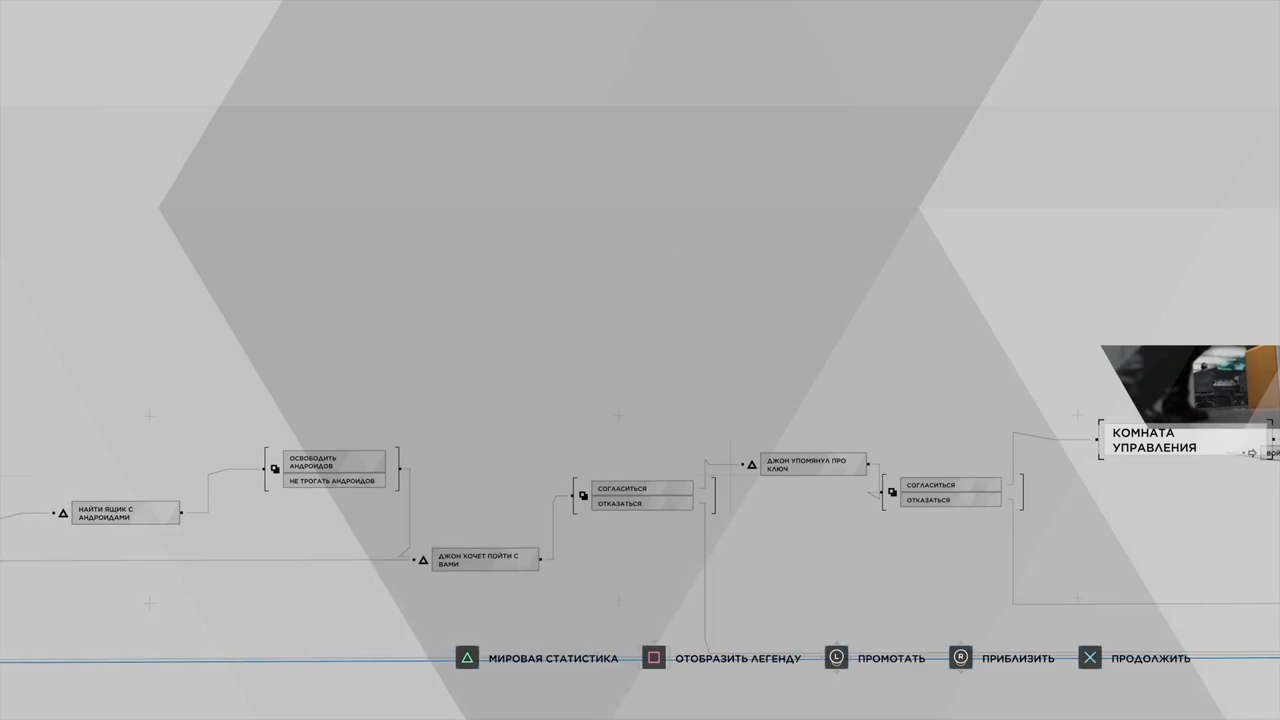 КОМНАТА
УПРАВЛЕНИЯ
ОСВОБОДИТЬ
АНДРОИДОВ
НЕ ТРОГАТЬ АНДРОИДОВ
ДЖОН УПОМЯНУЛ ПРО
КЛЮЧ
СОГЛАСИТЬСЯ
ОТКАЗАТЬСЯ
СОГЛАСИТЬСЯ
ОТКАЗАТЬСЯ
НАЙТИ ЯЩИК С
АНДРОИДАМИ
ДЖОН ХОЧЕТ ПОЙТИ С
ВАМИ
МИРОВАЯ СТАТИСТИКА
ОТОБРАЗИТЬ ЛЕГЕНДУ
L
ПРОМОТАТЬ
R
ПРИБЛИЗИТЬ
ПРОДОЛЖИТЬ